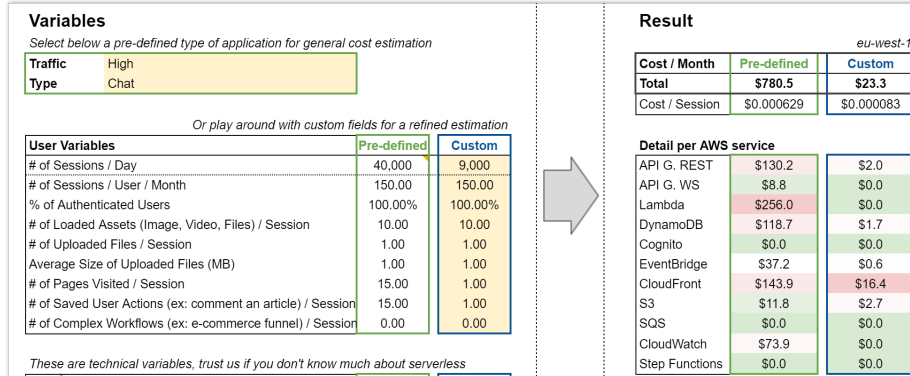 Variables
Select below a pre-defined type of application for general cost estimation
Traffic High
Type Chat
Or play around with custom fields for a refined estimation
User Variables Pre-defined Custom
# of Sessions / Day 40,000 9,000
# of Sessions / User / Month 150.00 150.00
% of Authenticated Users 100.00% 100.00%
# of Loaded Assets (Image, Video, Files) / Session 10.00 10.00
# of Uploaded Files / Session 1.00 1.00
Average Size of Uploaded Files (MB) 1.00 1.00
# of Pages Visited / Session 15.00 1.00
# of Saved User Actions (ex: comment an article) / Session 15.00 1.00
# of Complex Workflows (ex: e-commerce funnel) / Session 0.00 0.00
These are technical variables, trust us if you don't know much about serverless
Result
eu-west-1
Cost / Month Pre-defined Custom
Total $780.5 $23.3
Cost / Session $0.000629 $0.000083
Detail per AWS service
API G. REST $130.2 $2.0
API G. WS $8.8 $0.0
Lambda $256.0 $0.0
DynamoDB $118.7 $1.7
Cognito $0.0 $0.0
EventBridge $37.2 $0.6
CloudFront $143.9 $16.4
S3 $11.8 $2.7
SQS $0.0 $0.0
CloudWatch $73.9 $0.0
Step Functions $0.0 $0.0